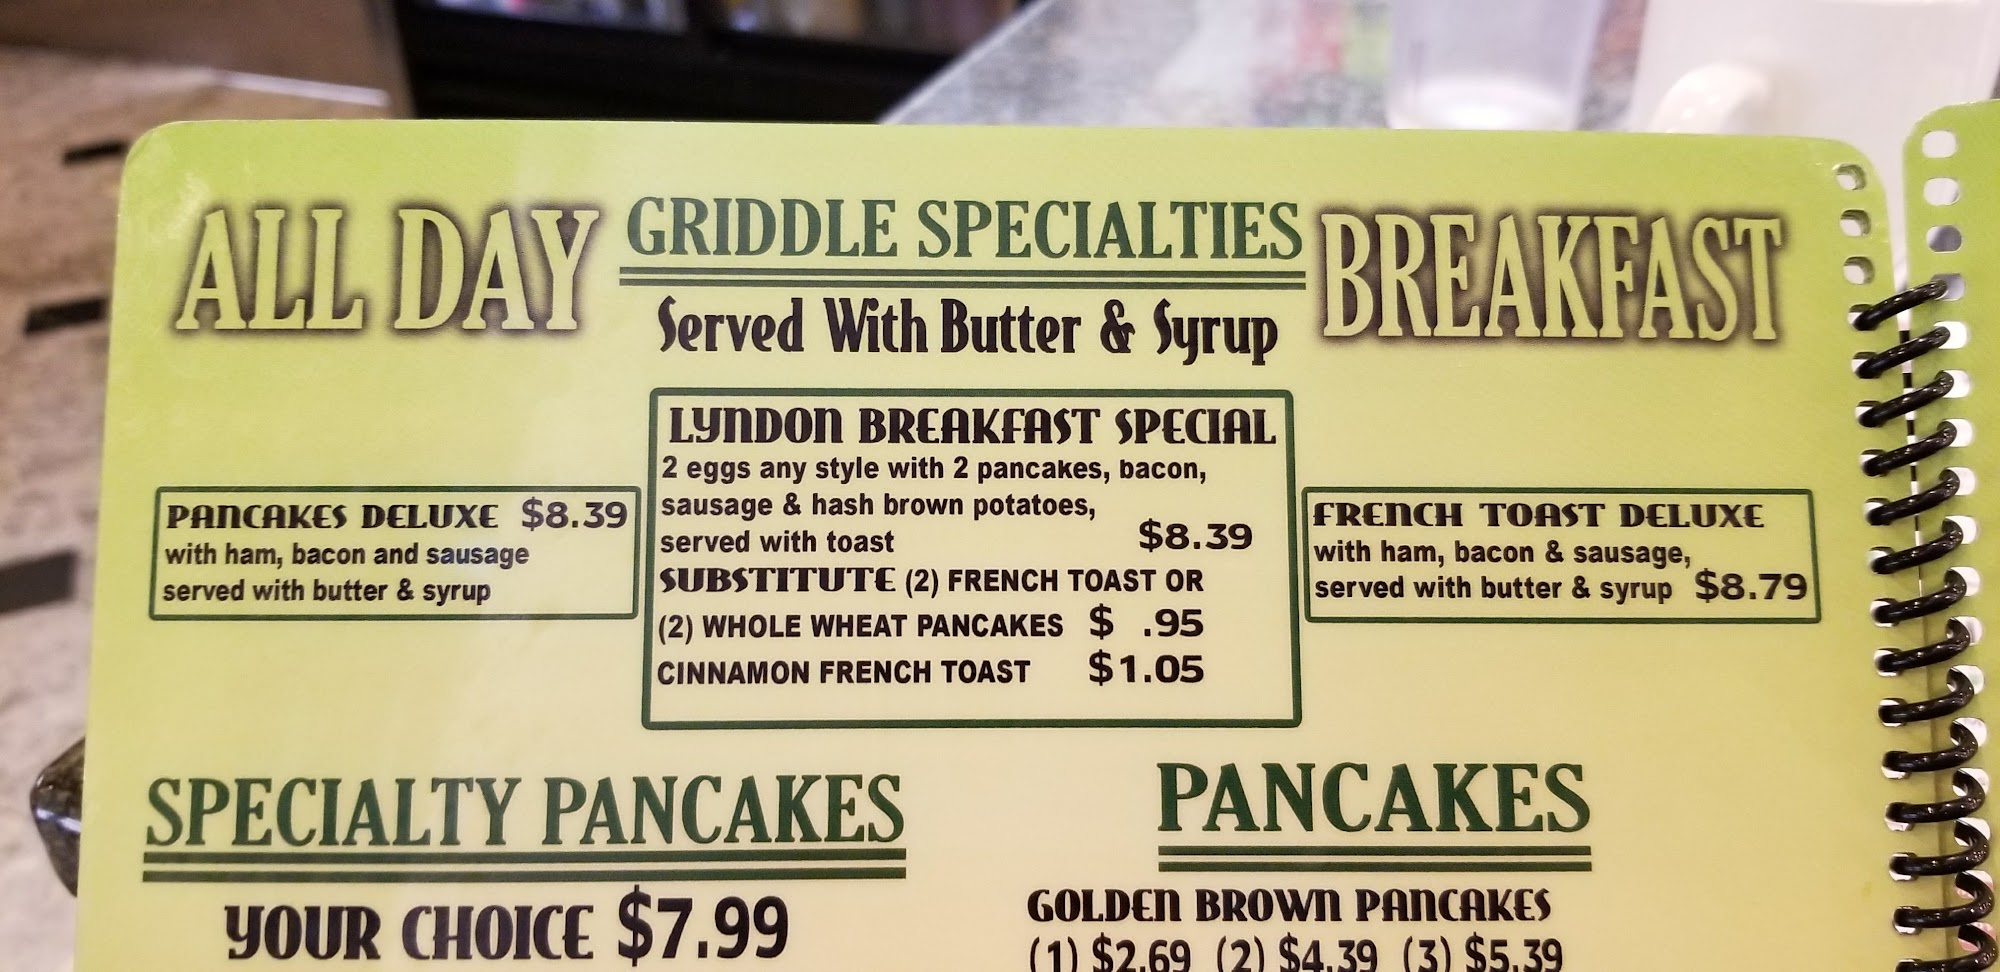 ALL DAY
GRIDDLE SPECIALTIES
BREAKFAST
Served With Butter & Syrup
PANCAKES DELUXE $8.39
with ham, bacon and sausage
served with butter & syrup
LYNDON BREAKFAST SPECIAL
2 eggs any style with 2 pancakes, bacon,
sausage & hash brown potatoes,
served with toast $8.39
SUBSTITUTE (2) FRENCH TOAST OR
(2) WHOLE WHEAT PANCAKES $ .95
CINNAMON FRENCH TOAST $1.05
FRENCH TOAST DELUXE
with ham, bacon & sausage,
served with butter & syrup $8.79
SPECIALTY PANCAKES
YOUR CHOICE $7.99
PANCAKES
GOLDEN BROWN PANCAKES
(1) $2.69 (2) $4.39 (3) $5.39